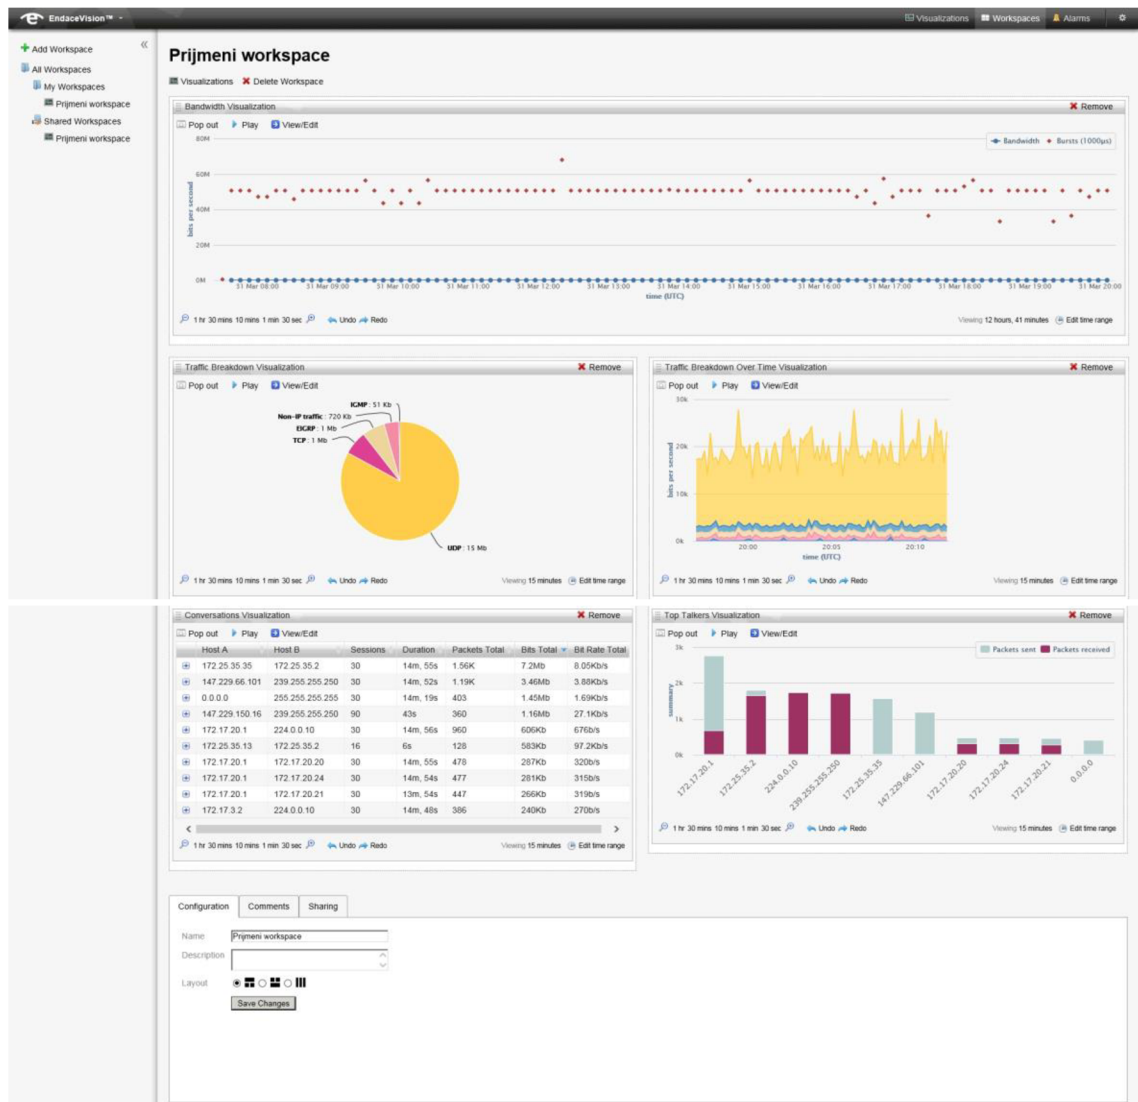 EndaceVision™
Visualizations Workspaces Alarms
Add Workspace
All Workspaces
My Workspaces
Prijmeni workspace
Shared Workspaces
Prijmeni workspace
Prijmeni workspace
Visualizations Delete Workspace
Bandwidth Visualization Remove
Pop out Play View/Edit
Bandwidth Bursts (1000µs)
80M
60M
40M
20M
0M
bits per second
31 Mar 08:00 31 Mar 09:00 31 Mar 10:00 31 Mar 11:00 31 Mar 12:00 31 Mar 13:00 31 Mar 14:00 31 Mar 15:00 31 Mar 16:00 31 Mar 17:00 31 Mar 18:00 31 Mar 19:00 31 Mar 20:00
time (UTC)
1 hr 30 mins 10 mins 1 min 30 sec Undo Redo Viewing 12 hours, 41 minutes Edit time range
Traffic Breakdown Visualization Remove
Pop out Play View/Edit
IGMP : 51 Kb
Non-IP traffic : 720 Kb
EIGRP : 1 Mb
TCP : 1 Mb
UDP : 15 Mb
1 hr 30 mins 10 mins 1 min 30 sec Undo Redo Viewing 15 minutes Edit time range
Traffic Breakdown Over Time Visualization Remove
Pop out Play View/Edit
30k
20k
10k
0k
bits per second
20:00 20:05 20:10
time (UTC)
1 hr 30 mins 10 mins 1 min 30 sec Undo Redo Viewing 15 minutes Edit time range
Conversations Visualization Remove
Pop out Play View/Edit
Host A Host B Sessions Duration Packets Total Bits Total Bit Rate Total
172.25.35.35 172.25.35.2 30 14m, 55s 1.56K 7.2Mb 8.05Kb/s
147.229.66.101 239.255.255.250 30 14m, 52s 1.19K 3.46Mb 3.88Kb/s
0.0.0.0 255.255.255.255 30 14m, 19s 403 1.45Mb 1.69Kb/s
147.229.150.16 239.255.255.250 90 43s 360 1.16Mb 27.1Kb/s
172.17.20.1 224.0.0.10 30 14m, 56s 960 606Kb 676b/s
172.25.35.13 172.25.35.2 16 6s 128 583Kb 97.2Kb/s
172.17.20.1 172.17.20.20 30 14m, 55s 478 287Kb 320b/s
172.17.20.1 172.17.20.24 30 14m, 54s 477 281Kb 315b/s
172.17.20.1 172.17.20.21 30 13m, 54s 447 266Kb 319b/s
172.17.3.2 224.0.0.10 30 14m, 48s 386 240Kb 270b/s
1 hr 30 mins 10 mins 1 min 30 sec Undo Redo Viewing 15 minutes Edit time range
Top Talkers Visualization Remove
Pop out Play View/Edit
Packets sent Packets received
3k
2k
1k
0k
summary
172.17.20.1 172.25.35.2 224.0.0.10 239.255.255.250 172.25.35.35 147.229.66.101 172.17.20.20 172.17.20.24 172.17.20.21 0.0.0.0
1 hr 30 mins 10 mins 1 min 30 sec Undo Redo Viewing 15 minutes Edit time range
Configuration Comments Sharing
Name Prijmeni workspace
Description
Layout
Save Changes